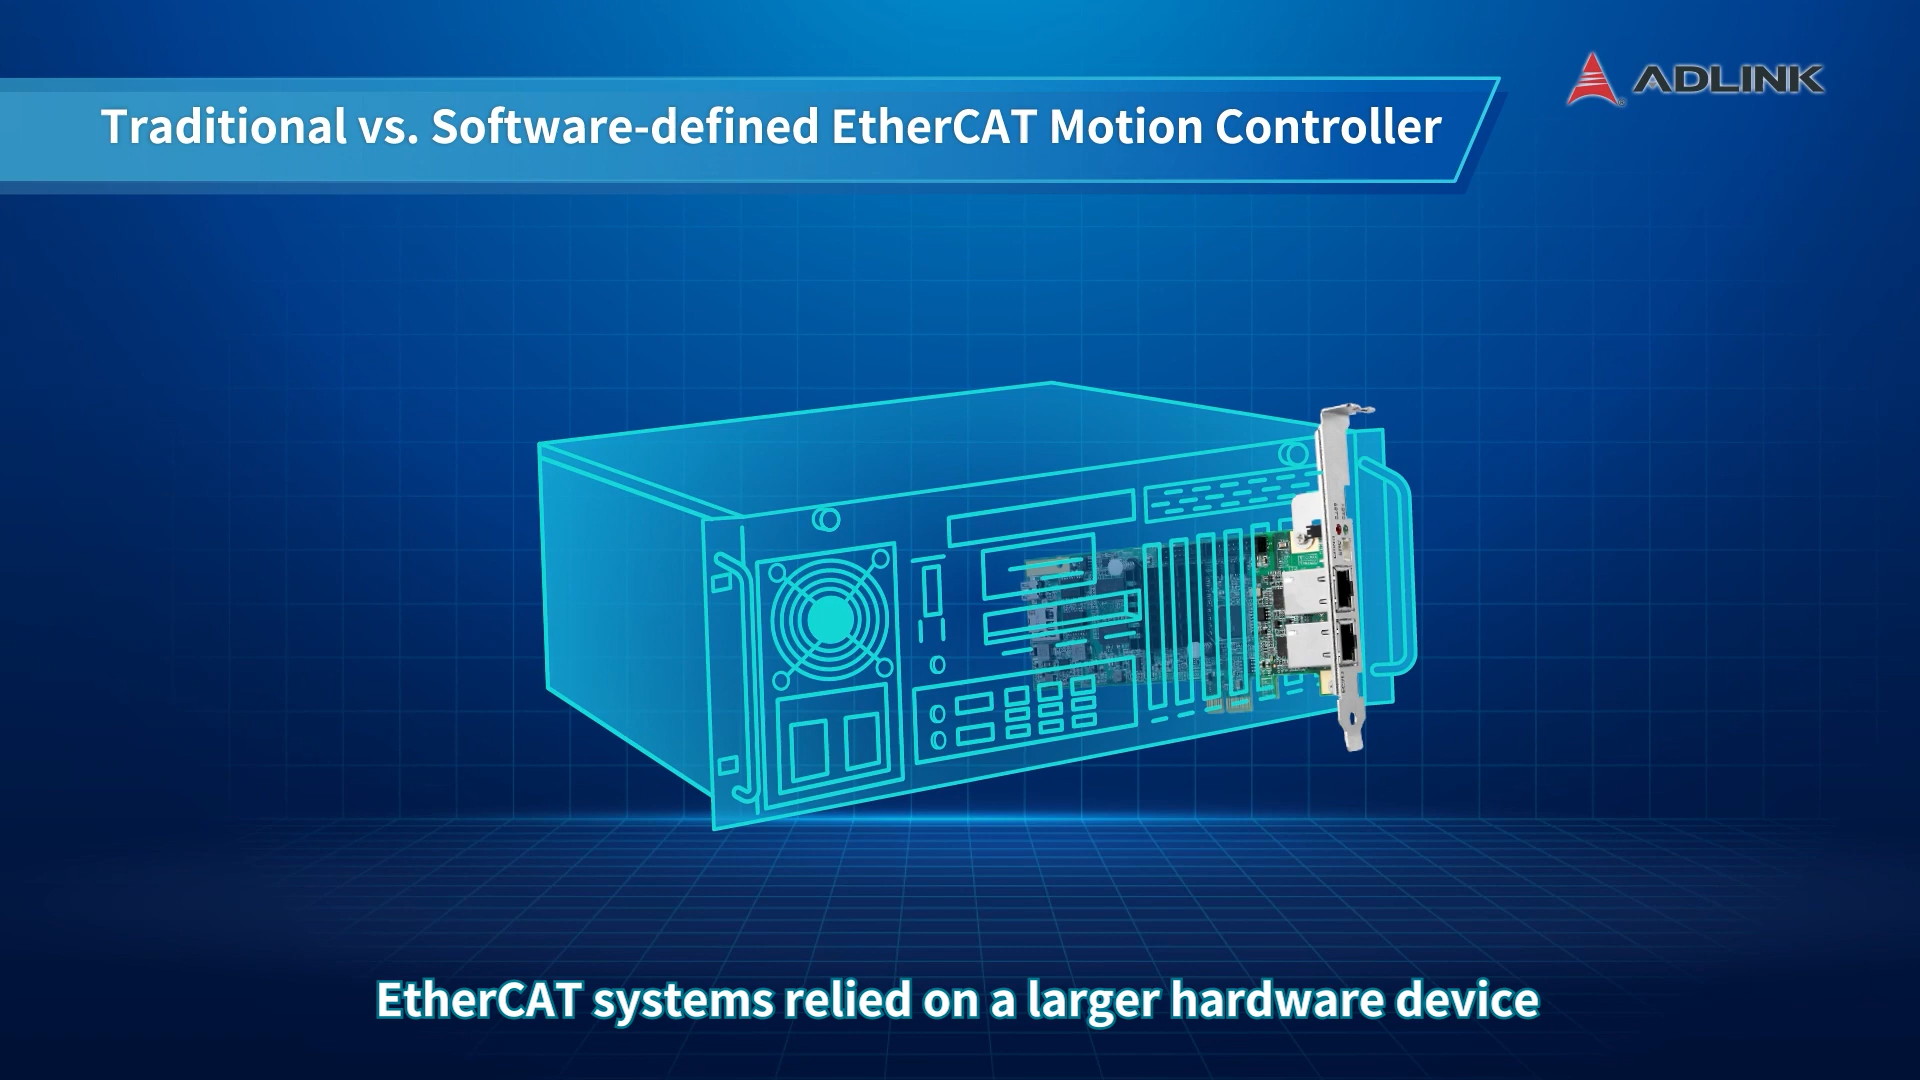 Traditional vs. Software-defined EtherCAT Motion Controller
ADLINK
EtherCAT systems relied on a larger hardware device